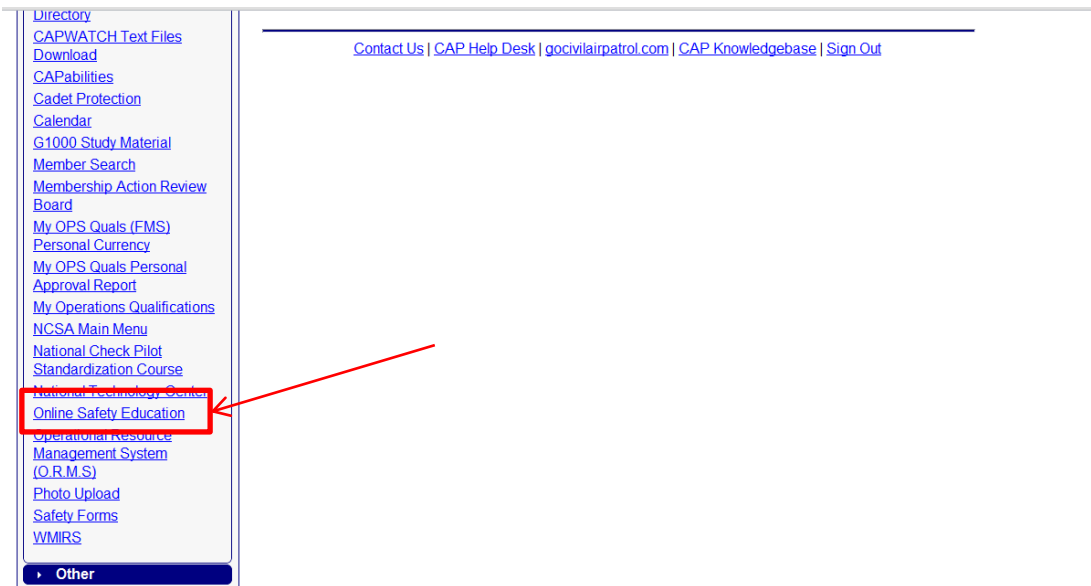 Directory
CAPWATCH Text Files
Download
CAPabilities
Cadet Protection
Calendar
G1000 Study Material
Member Search
Membership Action Review
Board
My OPS Quals (FMS)
Personal Currency
My OPS Quals Personal
Approval Report
My Operations Qualifications
NCSA Main Menu
National Check Pilot
Standardization Course
National Technology Center
Online Safety Education
Operational Resource
Management System
(O.R.M.S)
Photo Upload
Safety Forms
WMIRS
Other
Contact Us | CAP Help Desk | gocivilairpatrol.com | CAP Knowledgebase | Sign Out